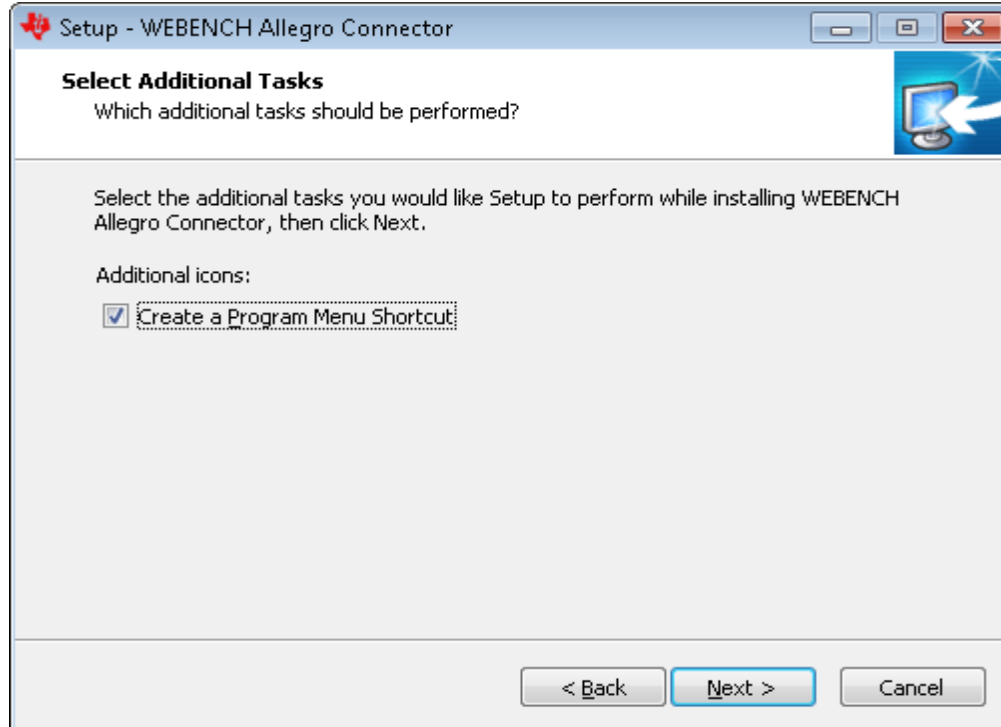 Setup - WEBENCH Allegro Connector
Select Additional Tasks
Which additional tasks should be performed?
Select the additional tasks you would like Setup to perform while installing WEBENCH
Allegro Connector, then click Next.
Additional icons:
Create a Program Menu Shortcut
< Back
Next >
Cancel